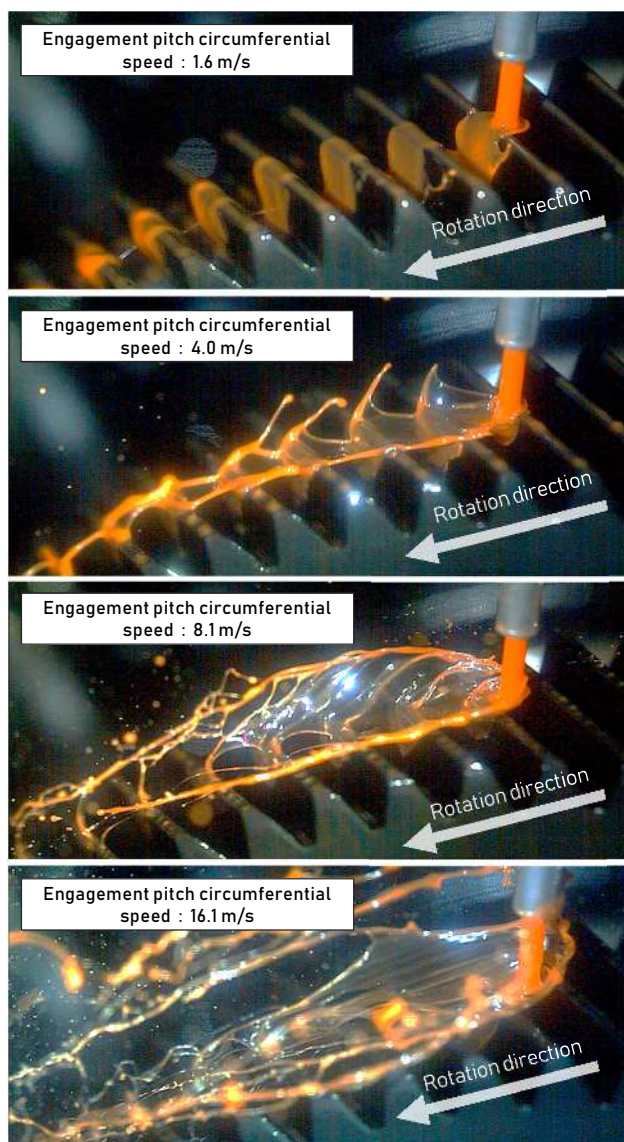 Engagement pitch circumferential
speed : 1.6 m/s
Rotation direction
Engagement pitch circumferential
speed : 4.0 m/s
Rotation direction
Engagement pitch circumferential
speed : 8.1 m/s
Rotation direction
Engagement pitch circumferential
speed : 16.1 m/s
Rotation direction